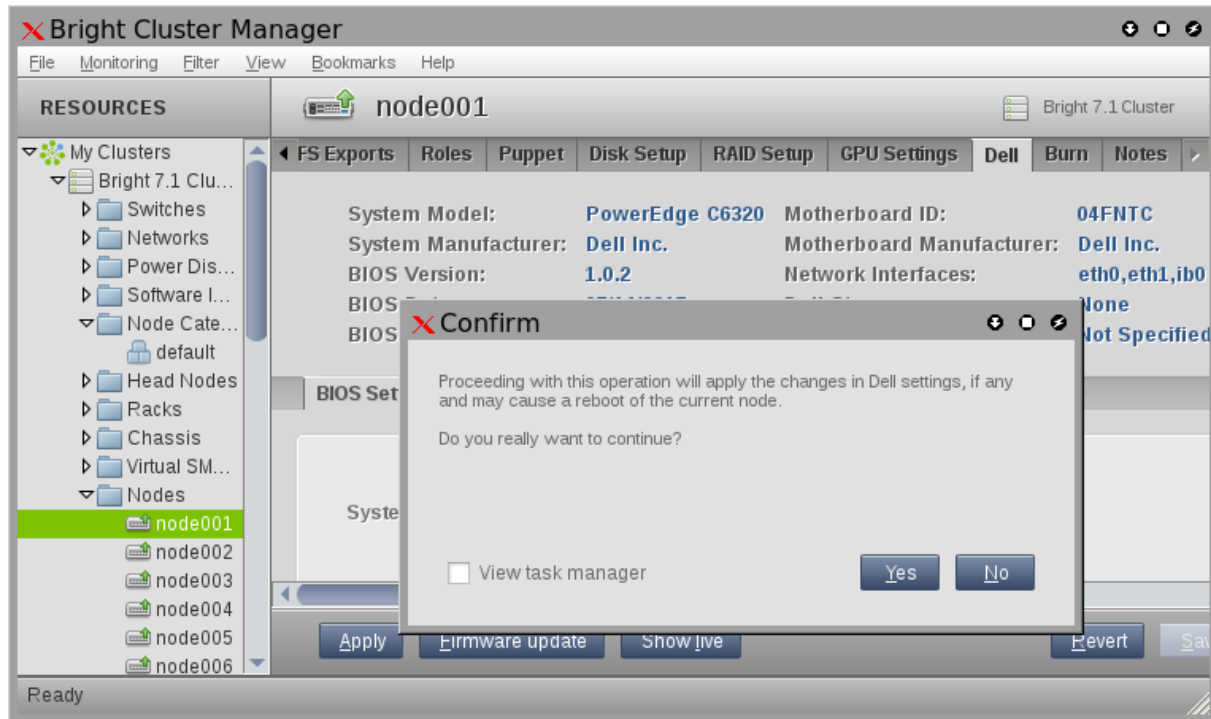 Bright Cluster Manager
File Monitoring Filter View Bookmarks Help
RESOURCES
node001
Bright 7.1 Cluster
My Clusters
Bright 7.1 Clu...
Switches
Networks
Power Dis...
Software I...
Node Cate...
default
Head Nodes
Racks
Chassis
Virtual SM...
Nodes
node001
node002
node003
node004
node005
node006
FS Exports Roles Puppet Disk Setup RAID Setup GPU Settings Dell Burn Notes
System Model: PowerEdge C6320 Motherboard ID: 04FNTC
System Manufacturer: Dell Inc. Motherboard Manufacturer: Dell Inc.
BIOS Version: 1.0.2 Network Interfaces: eth0,eth1,ib0
BIOS None
BIOS Not Specified
BIOS Set
Syste
Confirm
Proceeding with this operation will apply the changes in Dell settings, if any
and may cause a reboot of the current node.
Do you really want to continue?
View task manager Yes No
Apply Firmware update Show live Revert Sav
Ready